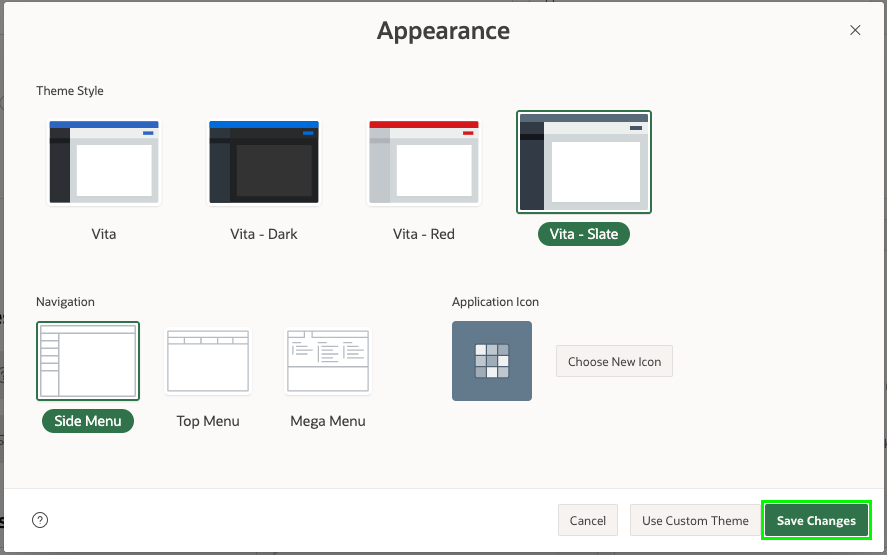 Appearance
Theme Style
Vita
Vita - Dark
Vita - Red
Vita - Slate
Navigation
Application Icon
Choose New Icon
Side Menu
Top Menu
Mega Menu
?
Cancel
Use Custom Theme
Save Changes